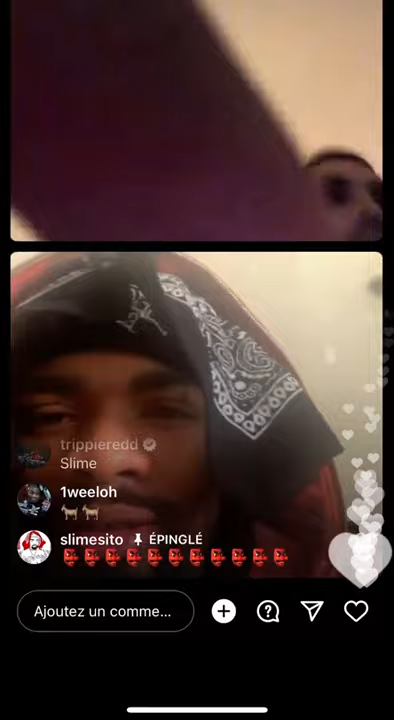 trippieredd
Slime
1weeloh
🐐🐐
slimesito ÉPINGLÉ
👺👺👺👺👺👺👺👺👺👺👺
Ajoutez un comme...